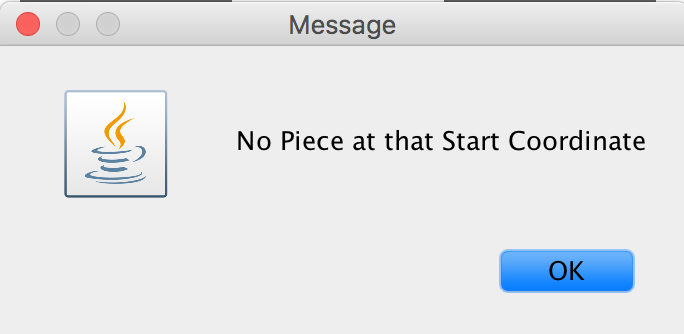 Message
No Piece at that Start Coordinate
OK